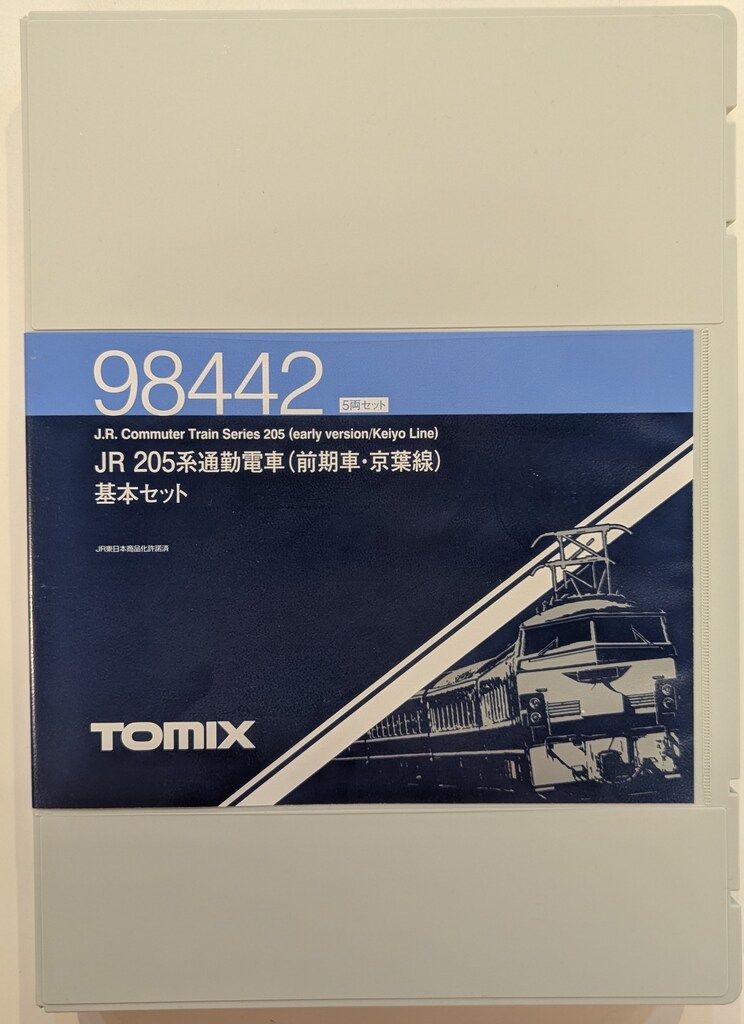 98442 5両セット
J.R. Commuter Train Series 205 (early version/Keiyo Line)
JR 205系通勤電車(前期車・京葉線)
基本セット
JR東日本商品化許諾済
TOMIX